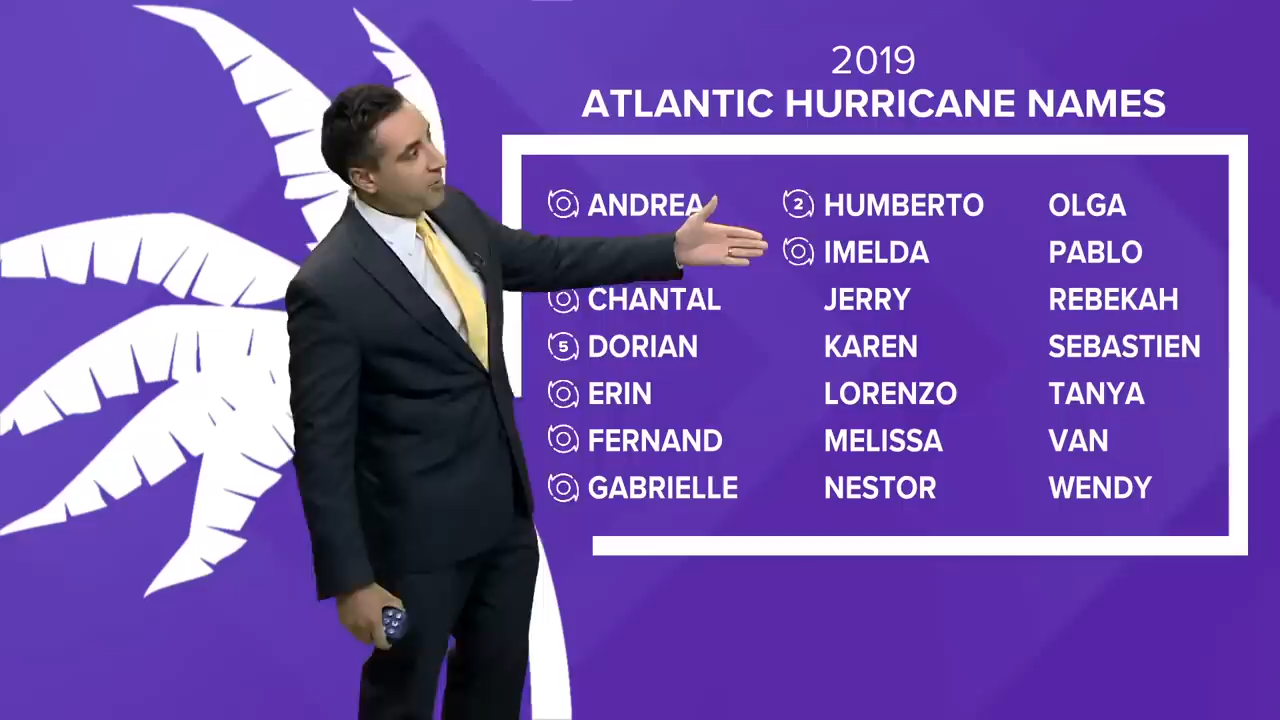 2019
ATLANTIC HURRICANE NAMES
ANDREA
CHANTAL
5 DORIAN
ERIN
FERNAND
GABRIELLE
2 HUMBERTO
IMELDA
JERRY
KAREN
LORENZO
MELISSA
NESTOR
OLGA
PABLO
REBEKAH
SEBASTIEN
TANYA
VAN
WENDY